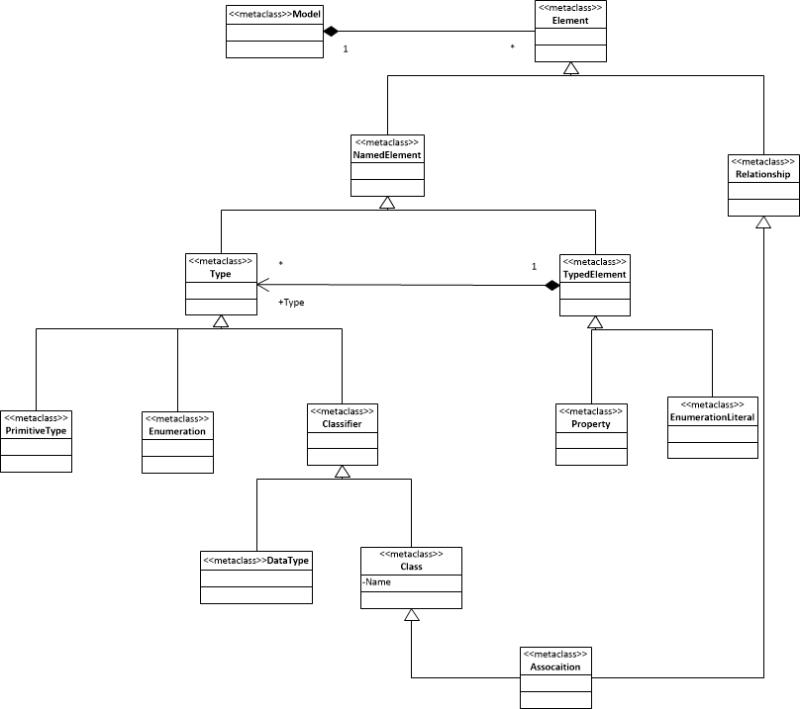 <<metaclass>>Model
<<metaclass>>
Element
1
*
<<metaclass>>
NamedElement
<<metaclass>>
Relationship
<<metaclass>>
Type
*
1
<<metaclass>>
TypedElement
+Type
<<metaclass>>
PrimitiveType
<<metaclass>>
Enumeration
<<metaclass>>
Classifier
<<metaclass>>
Property
<<metaclass>>
EnumerationLiteral
<<metaclass>>DataType
<<metaclass>>
Class
-Name
<<metaclass>>
Assocaition